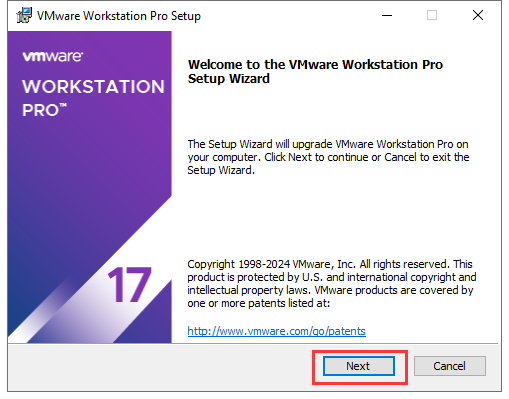 VMware Workstation Pro Setup
vmware®
WORKSTATION
PRO™
17
Welcome to the VMware Workstation Pro
Setup Wizard
The Setup Wizard will upgrade VMware Workstation Pro on
your computer. Click Next to continue or Cancel to exit the
Setup Wizard.
Copyright 1998-2024 VMware, Inc. All rights reserved. This
product is protected by U.S. and international copyright and
intellectual property laws. VMware products are covered by
one or more patents listed at:
http://www.vmware.com/go/patents
Next
Cancel